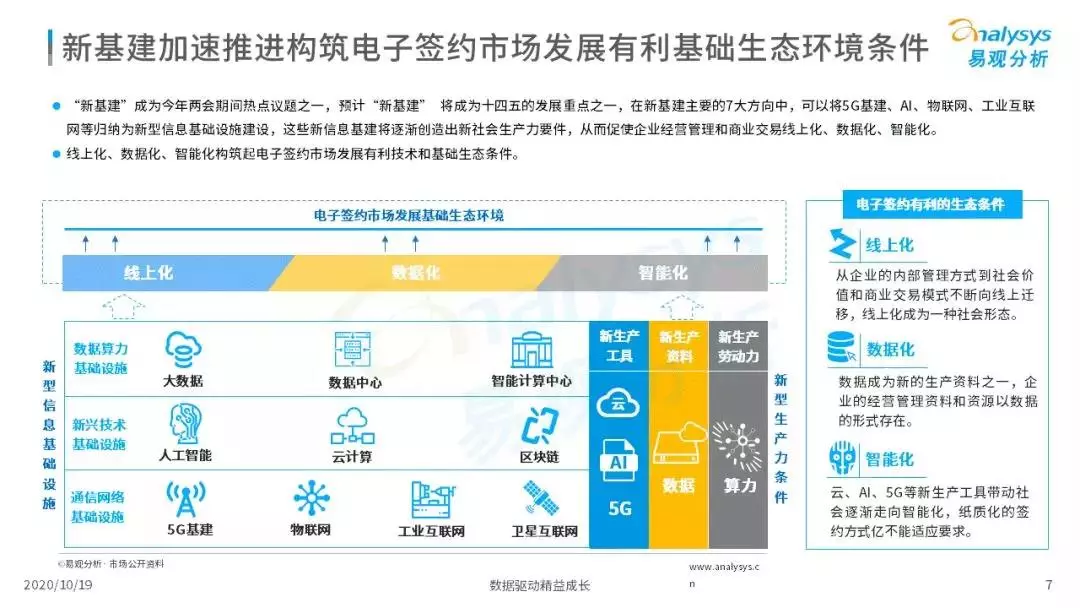 新基建加速推进构筑电子签约市场发展有利基础生态环境条件
analysys
易观分析
“新基建”成为今年两会期间热点议题之一，预计“新基建” 将成为十四五的发展重点之一，在新基建主要的7大方向中，可以将5G基建、AI、物联网、工业互联
网等归纳为新型信息基础设施建设，这些新信息基建将逐渐创造出新社会生产力要件，从而促使企业经营管理和商业交易线上化、数据化、智能化。
线上化、数据化、智能化构筑起电子签约市场发展有利技术和基础生态条件。
电子签约市场发展基础生态环境
线上化
数据化
智能化
新型信息基础设施
数据算力
基础设施
大数据
数据中心
智能计算中心
新兴技术
基础设施
人工智能
云计算
区块链
通信网络
基础设施
5G基建
物联网
工业互联网
卫星互联网
新生产
工具
云
AI
5G
新生产
资料
数据
新生产
劳动力
算力
新型生产力条件
电子签约有利的生态条件
线上化
从企业的内部管理方式到社会价
值和商业交易模式不断向线上迁
移，线上化成为一种社会形态。
数据化
数据成为新的生产资料之一，企
业的经营管理资料和资源以数据
的形式存在。
智能化
云、AI、5G等新生产工具带动社
会逐渐走向智能化，纸质化的签
约方式亿不能适应要求。
©易观分析 · 市场公开资料
www.analysys.c
n
2020/10/19
数据驱动精益成长
7